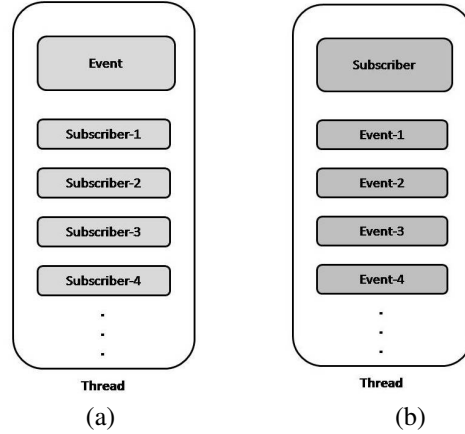 Event
Subscriber-1
Subscriber-2
Subscriber-3
Subscriber-4
Thread
(a)
Subscriber
Event-1
Event-2
Event-3
Event-4
Thread
(b)